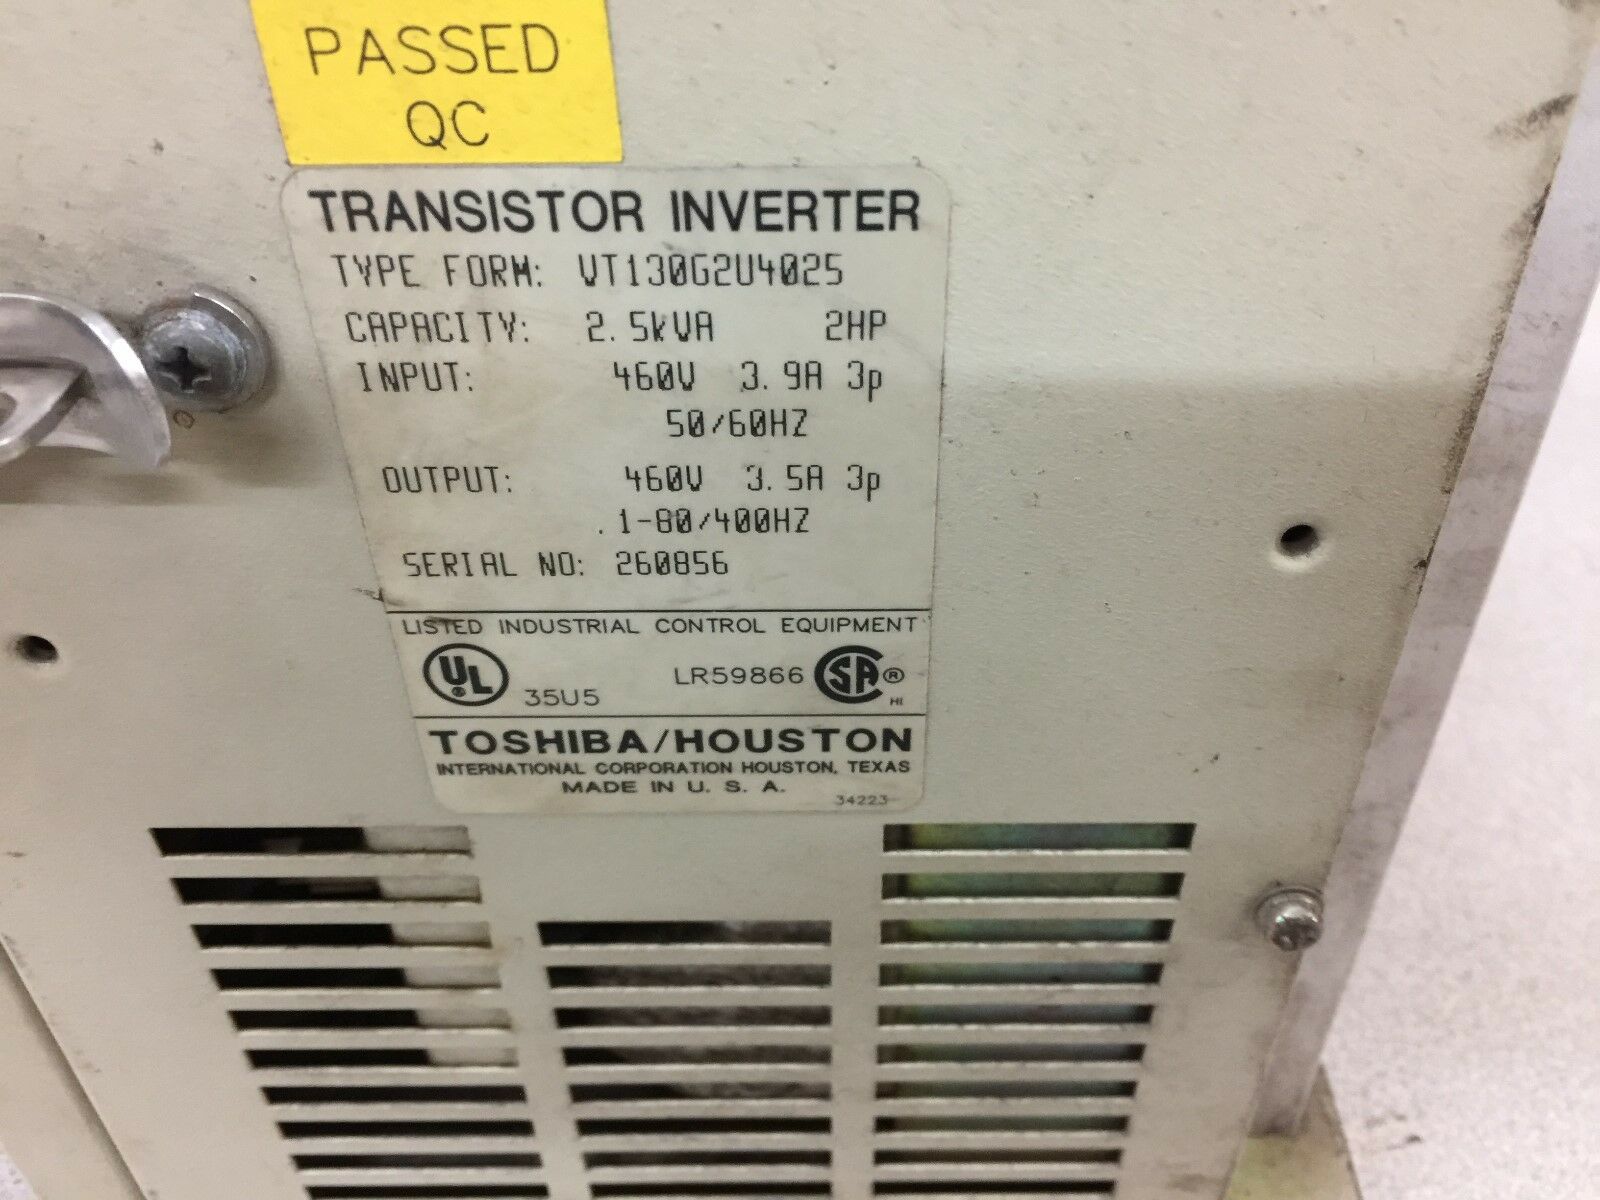 PASSED
QC
TRANSISTOR INVERTER
TYPE FORM: VT130G2U4025
CAPACITY: 2.5kVA 2HP
INPUT: 460V 3.9A 3p
50/60HZ
OUTPUT: 460V 3.5A 3p
.1-80/400HZ
SERIAL NO: 260856
LISTED INDUSTRIAL CONTROL EQUIPMENT
UL ® 35U5 LR59866 SA ®
HI
TOSHIBA/HOUSTON
INTERNATIONAL CORPORATION HOUSTON, TEXAS
MADE IN U. S. A. 34223